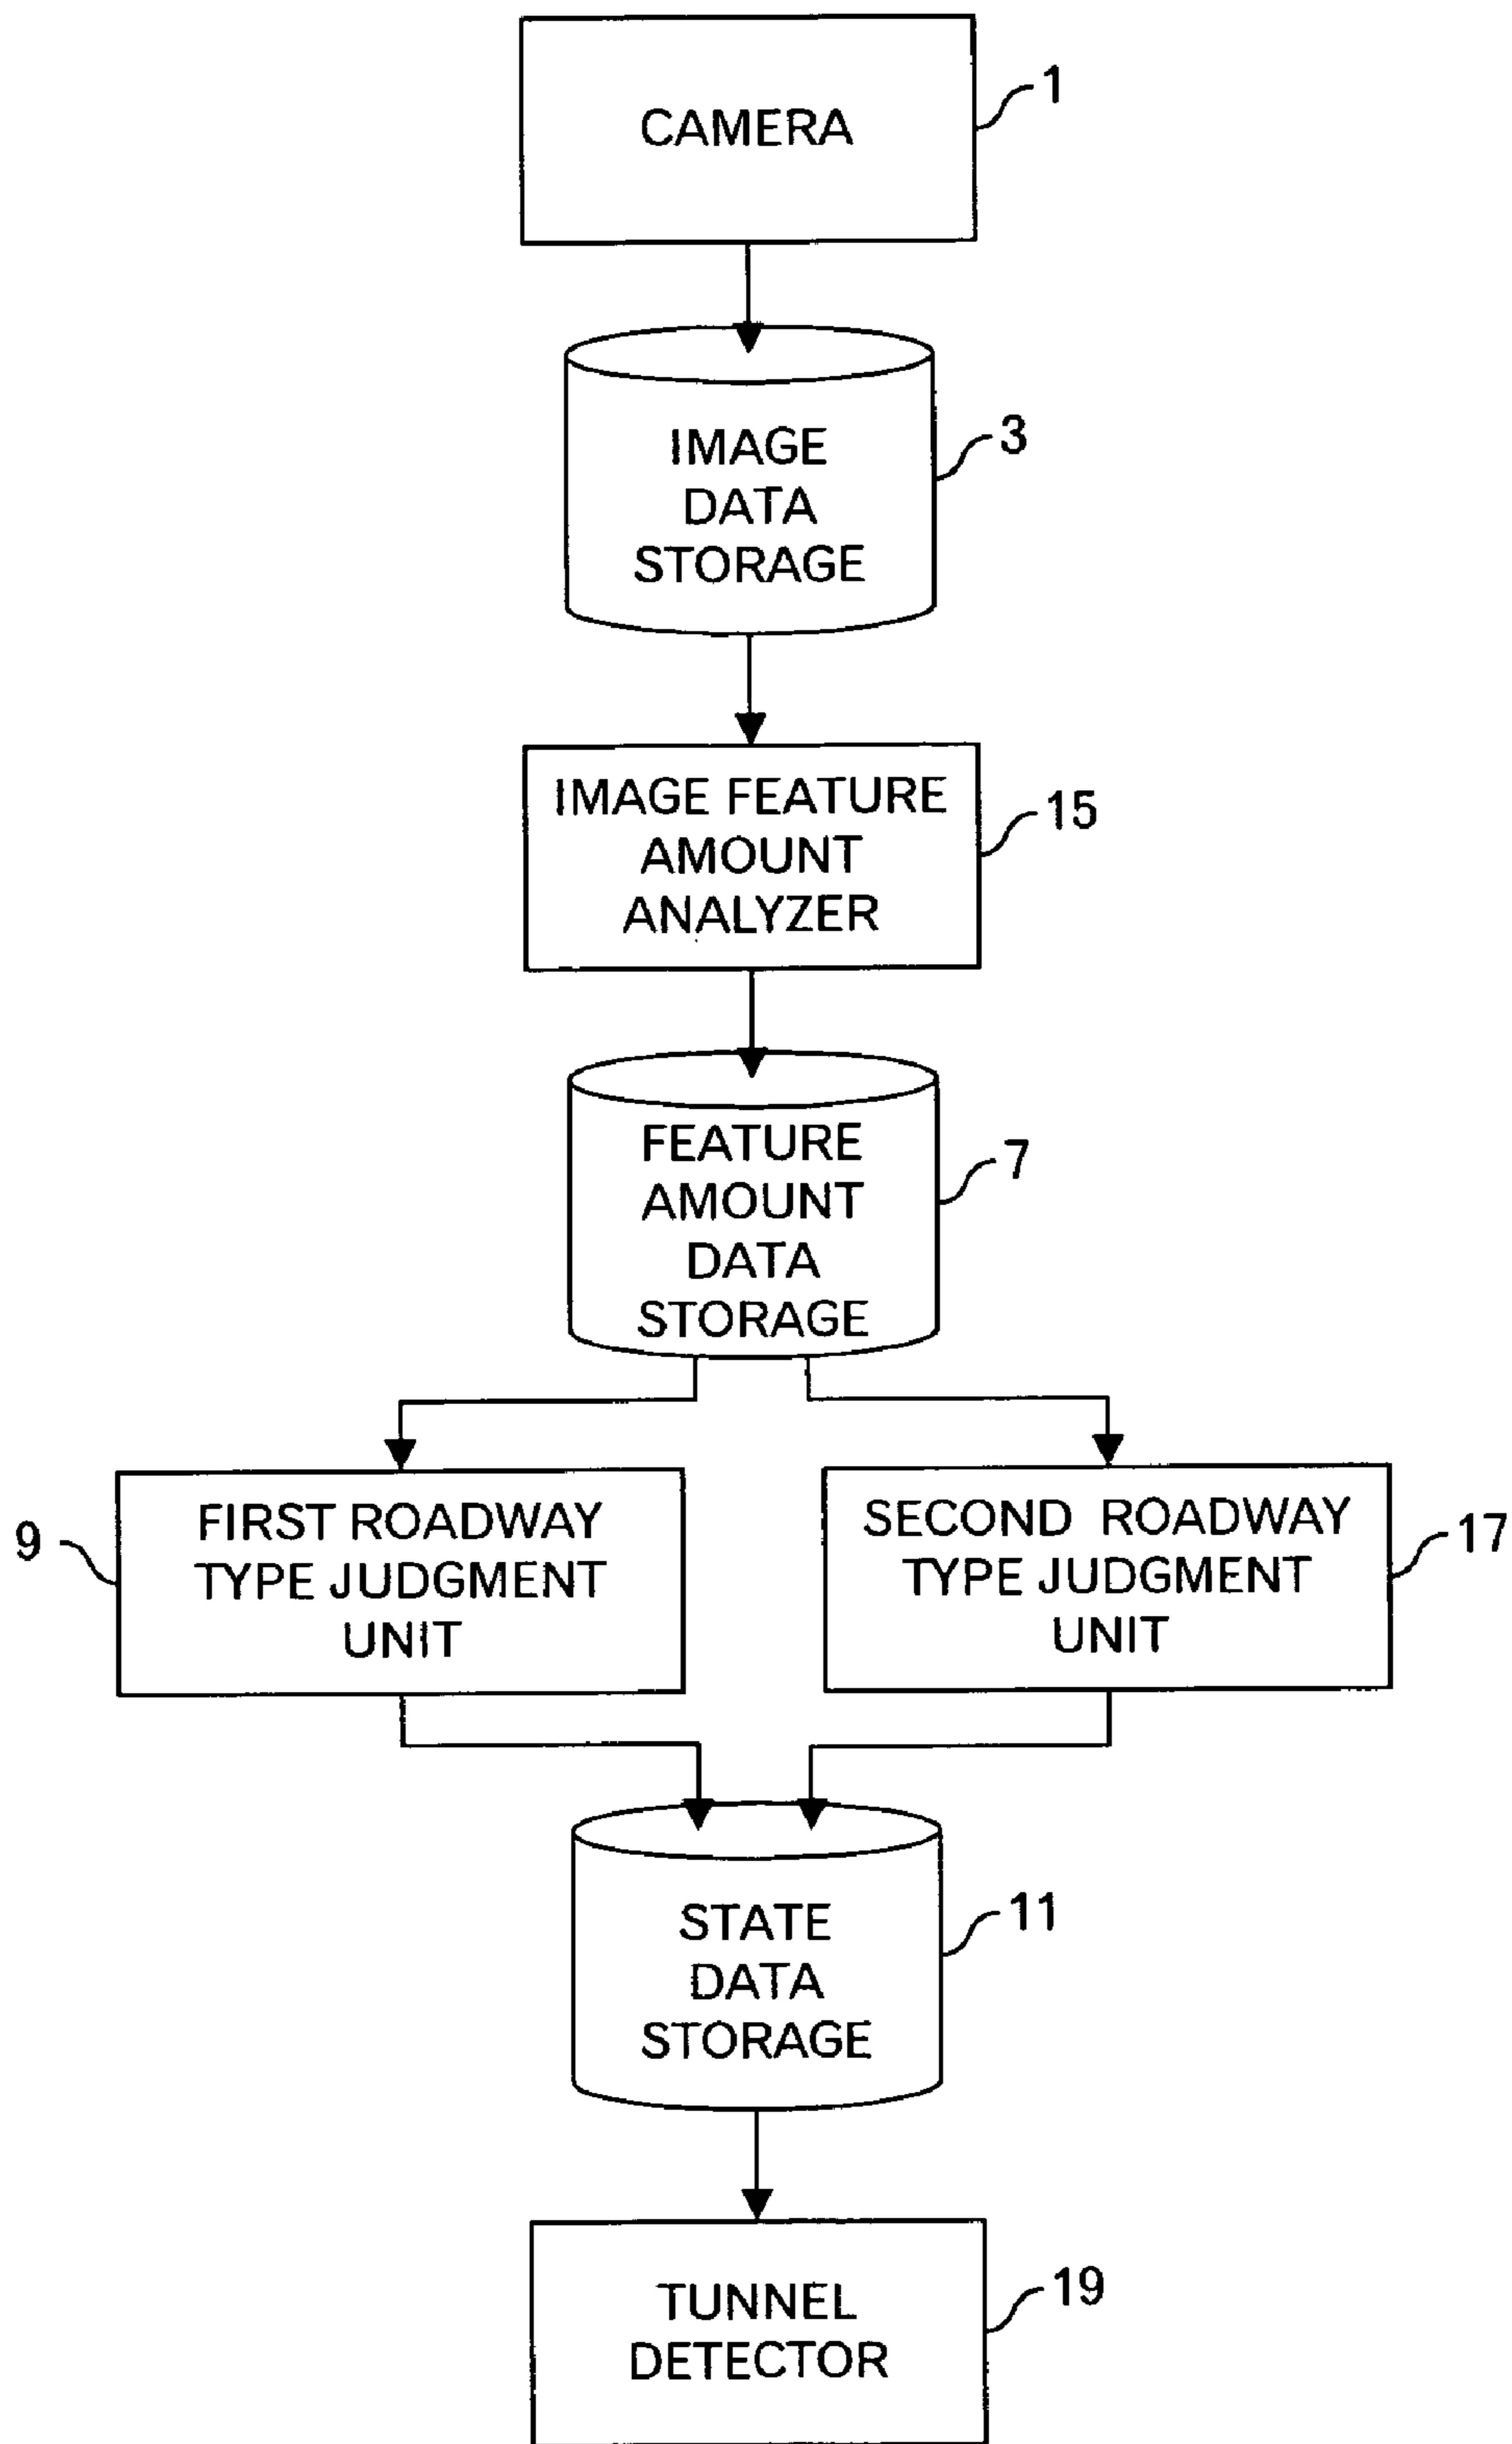 CAMERA
1
IMAGE
DATA
STORAGE
3
IMAGE FEATURE
AMOUNT
ANALYZER
15
FEATURE
AMOUNT
DATA
STORAGE
7
FIRST ROADWAY
TYPE JUDGMENT
UNIT
9
SECOND ROADWAY
TYPE JUDGMENT
UNIT
17
STATE
DATA
STORAGE
11
TUNNEL
DETECTOR
19